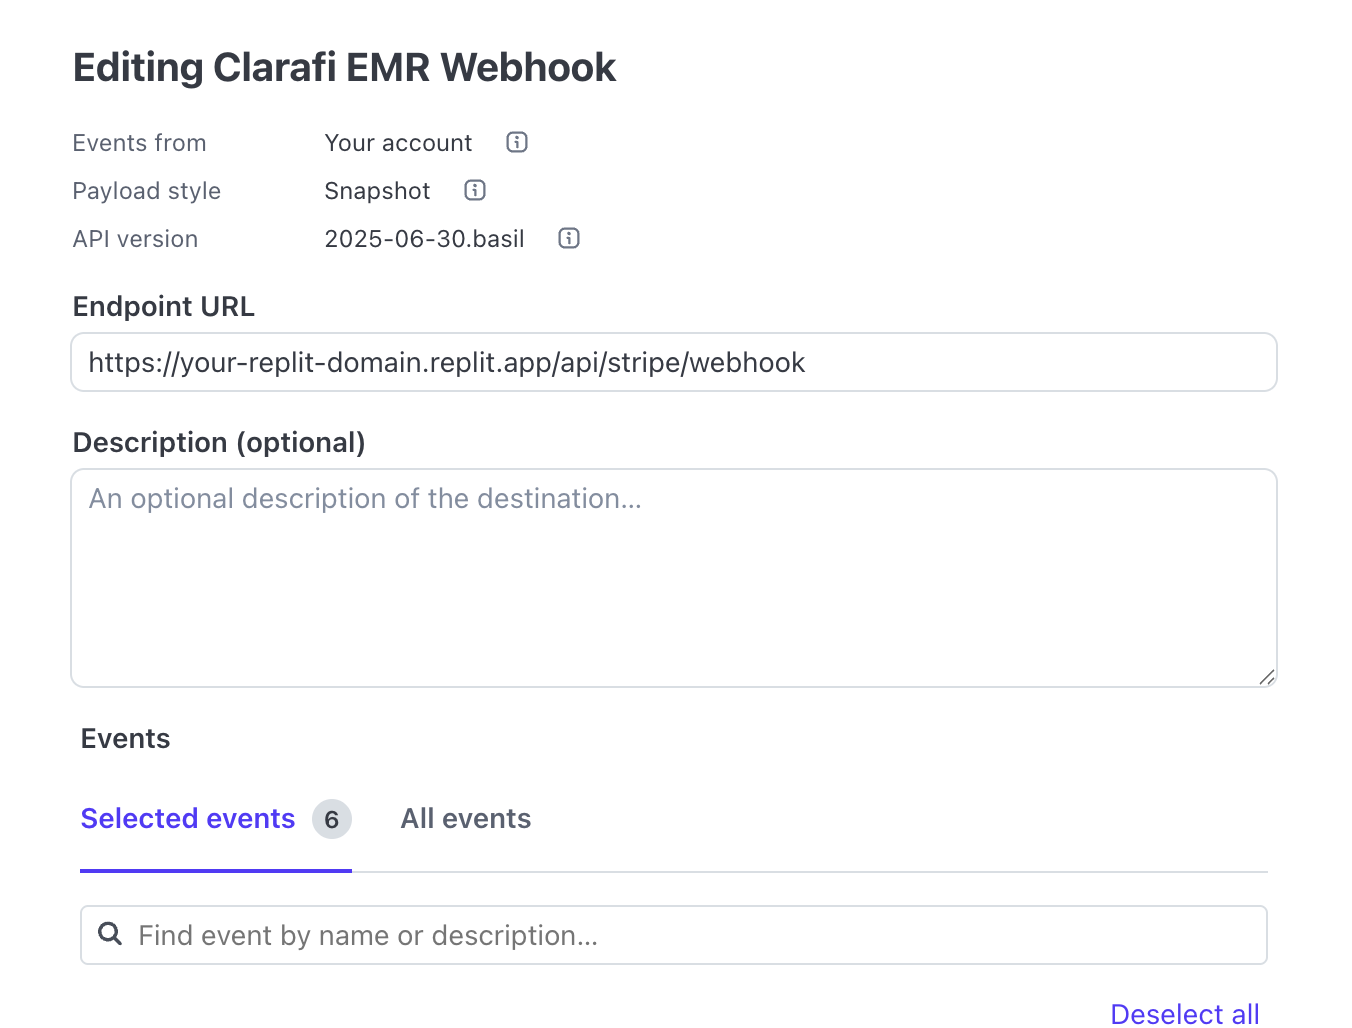 Editing Clarafi EMR Webhook
Events from Your account
Payload style Snapshot
API version 2025-06-30.basil
Endpoint URL
https://your-replit-domain.replit.app/api/stripe/webhook
Description (optional)
An optional description of the destination...
Events
Selected events 6 All events
Find event by name or description...
Deselect all